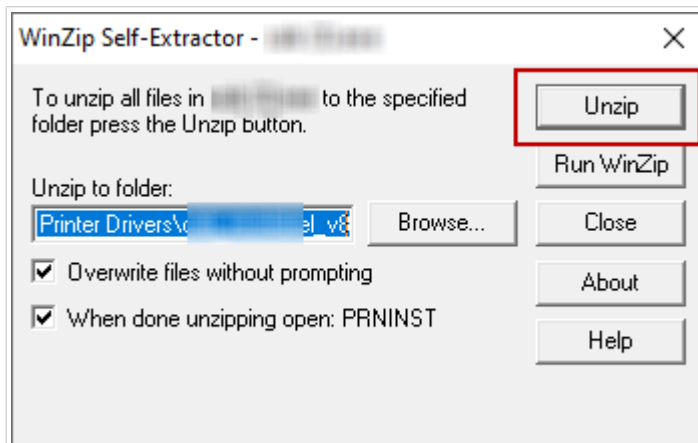 WinZip Self-Extractor -
To unzip all files in to the specified
folder press the Unzip button.
Unzip to folder:
Printer Drivers\
Browse...
Overwrite files without prompting
When done unzipping open: PRNINST
Unzip
Run WinZip
Close
About
Help